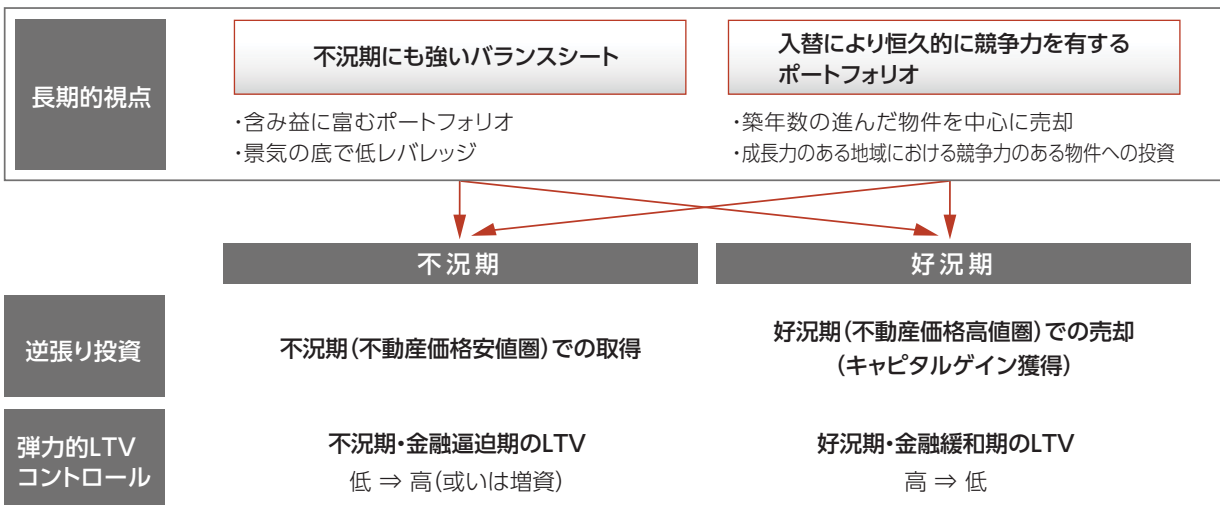 長期的視点
不況期にも強いバランスシート
・含み益に富むポートフォリオ
・景気の底で低レバレッジ
入替により恒久的に競争力を有する
ポートフォリオ
・築年数の進んだ物件を中心に売却
・成長力のある地域における競争力のある物件への投資
不況期
好況期
逆張り投資
不況期(不動産価格安値圏)での取得
好況期(不動産価格高値圏)での売却
(キャピタルゲイン獲得)
弾力的LTV
コントロール
不況期・金融逼迫期のLTV
低 ⇒ 高(或いは増資)
好況期・金融緩和期のLTV
高 ⇒ 低